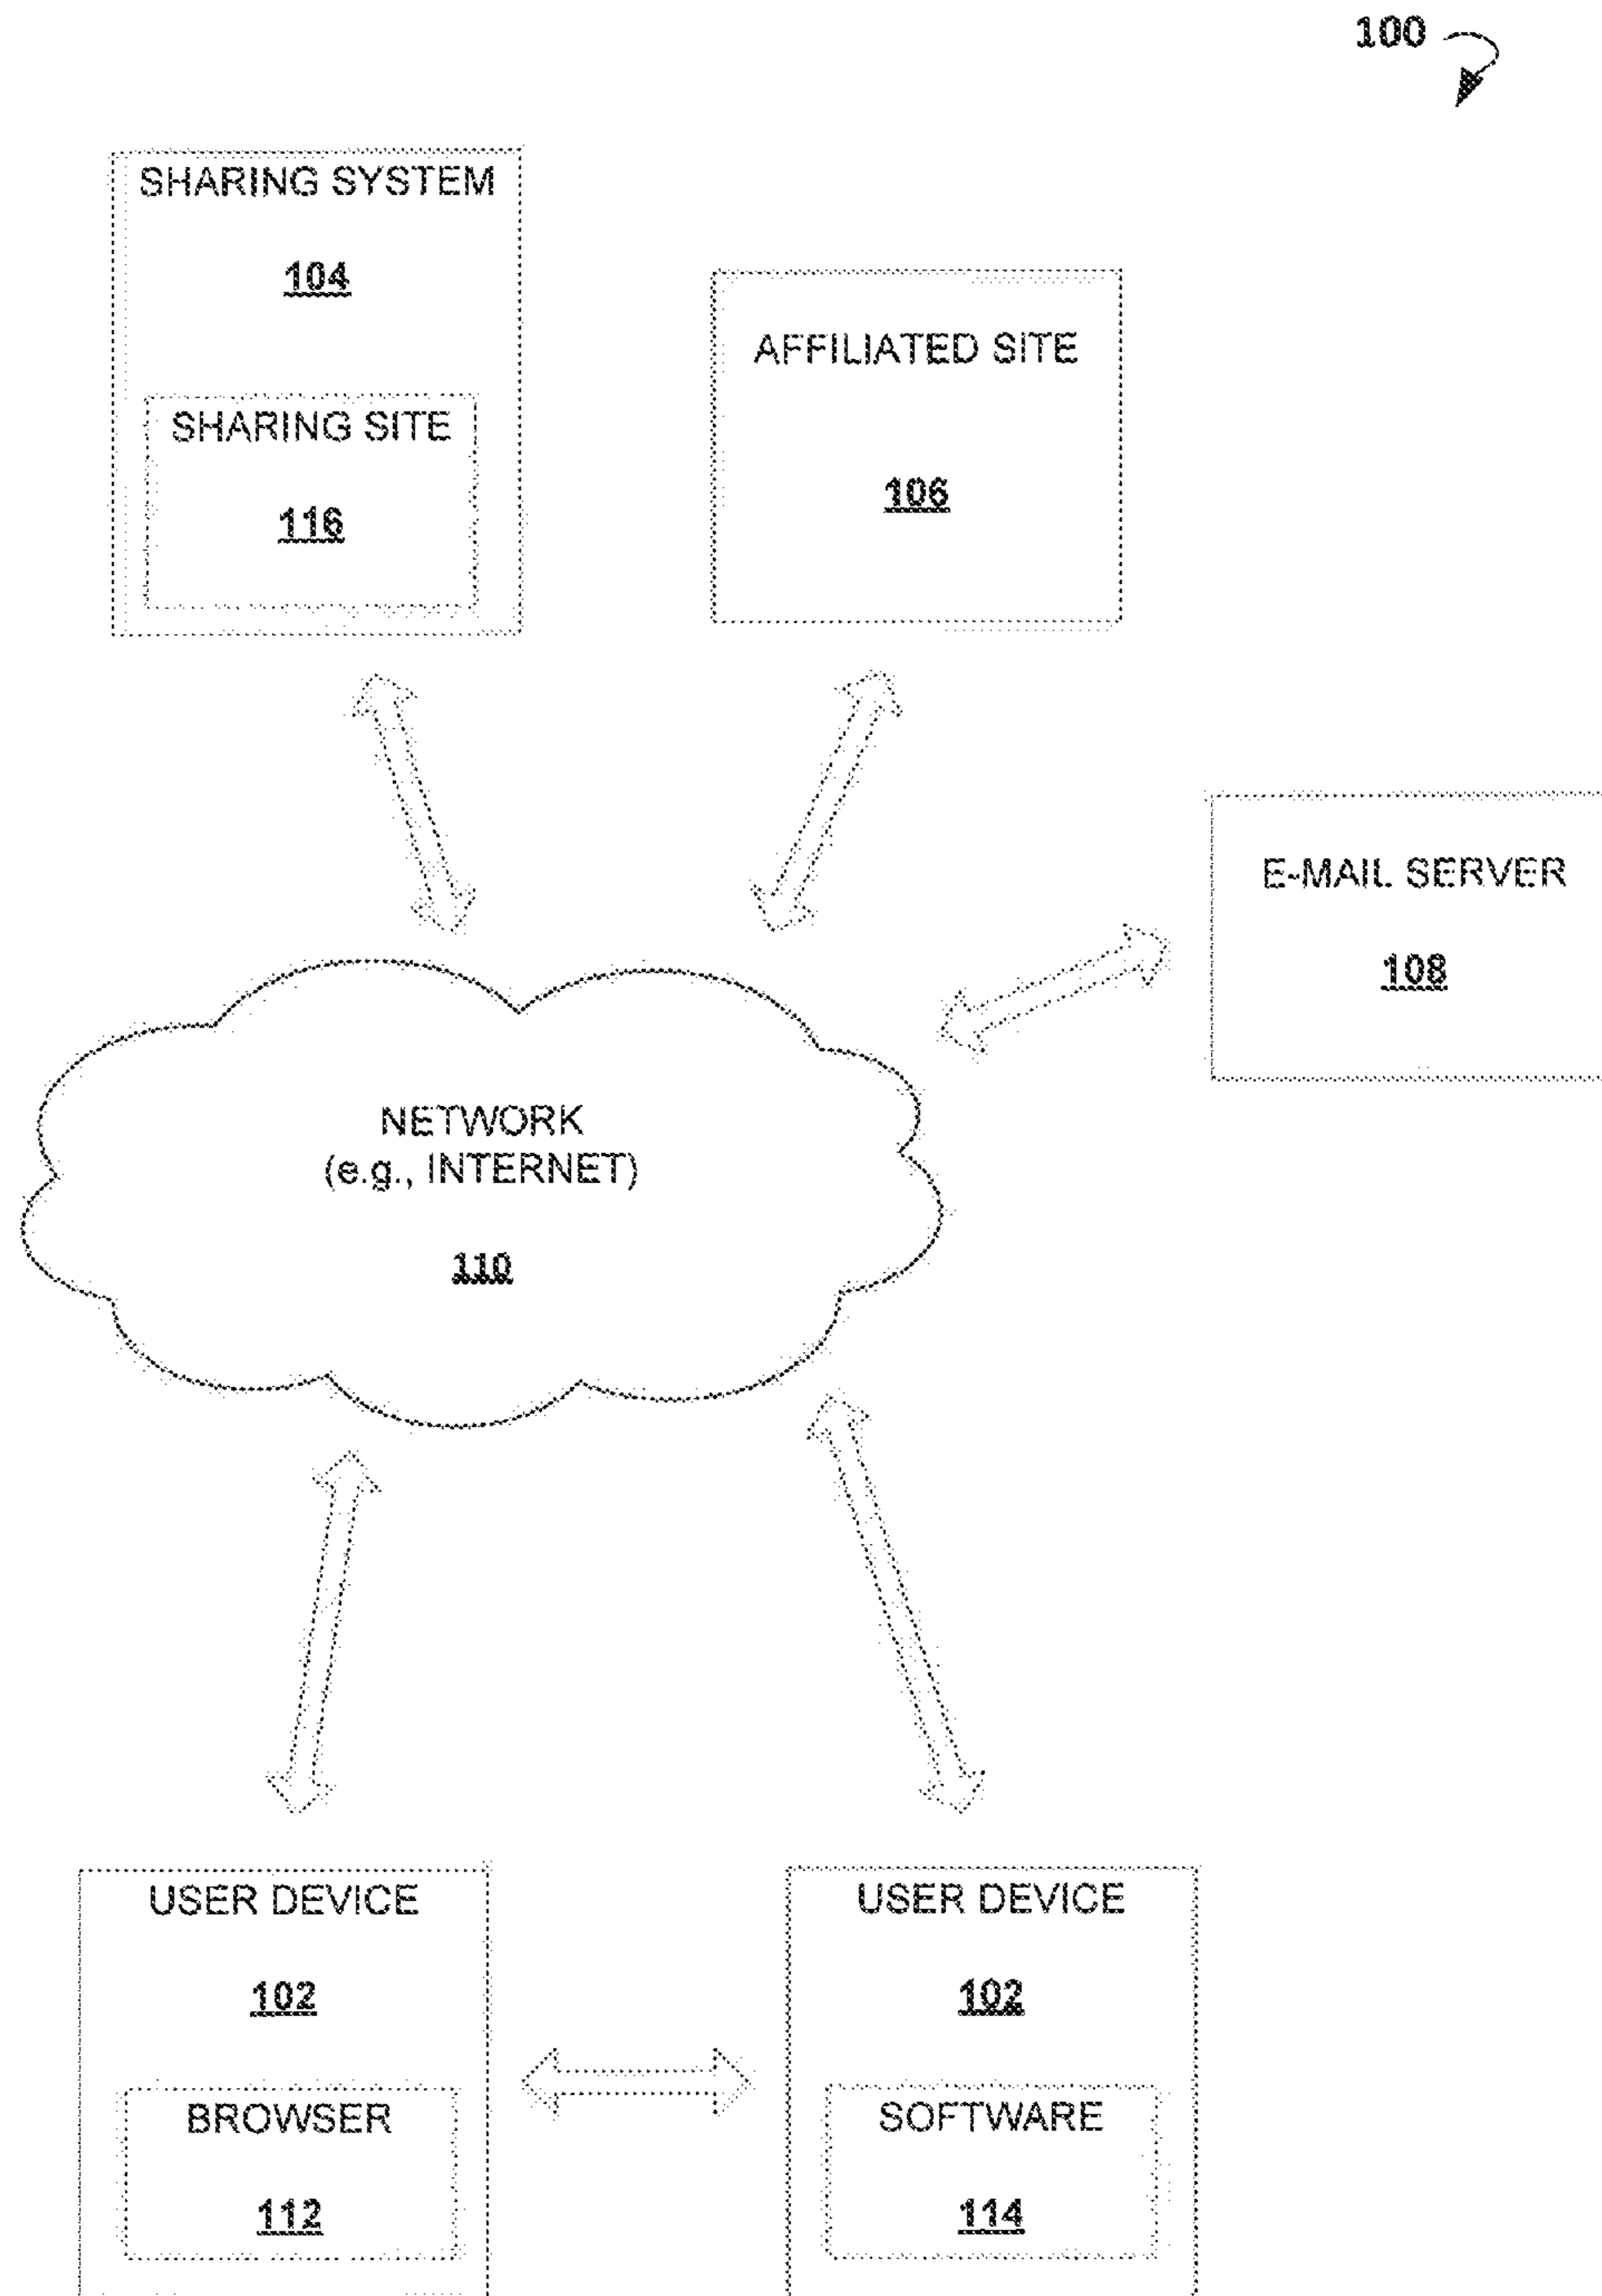 100
SHARING SYSTEM
104
SHARING SITE
116
AFFILIATED SITE
106
E-MAIL SERVER
108
NETWORK
(e.g., INTERNET)
110
USER DEVICE
102
BROWSER
112
USER DEVICE
102
SOFTWARE
114